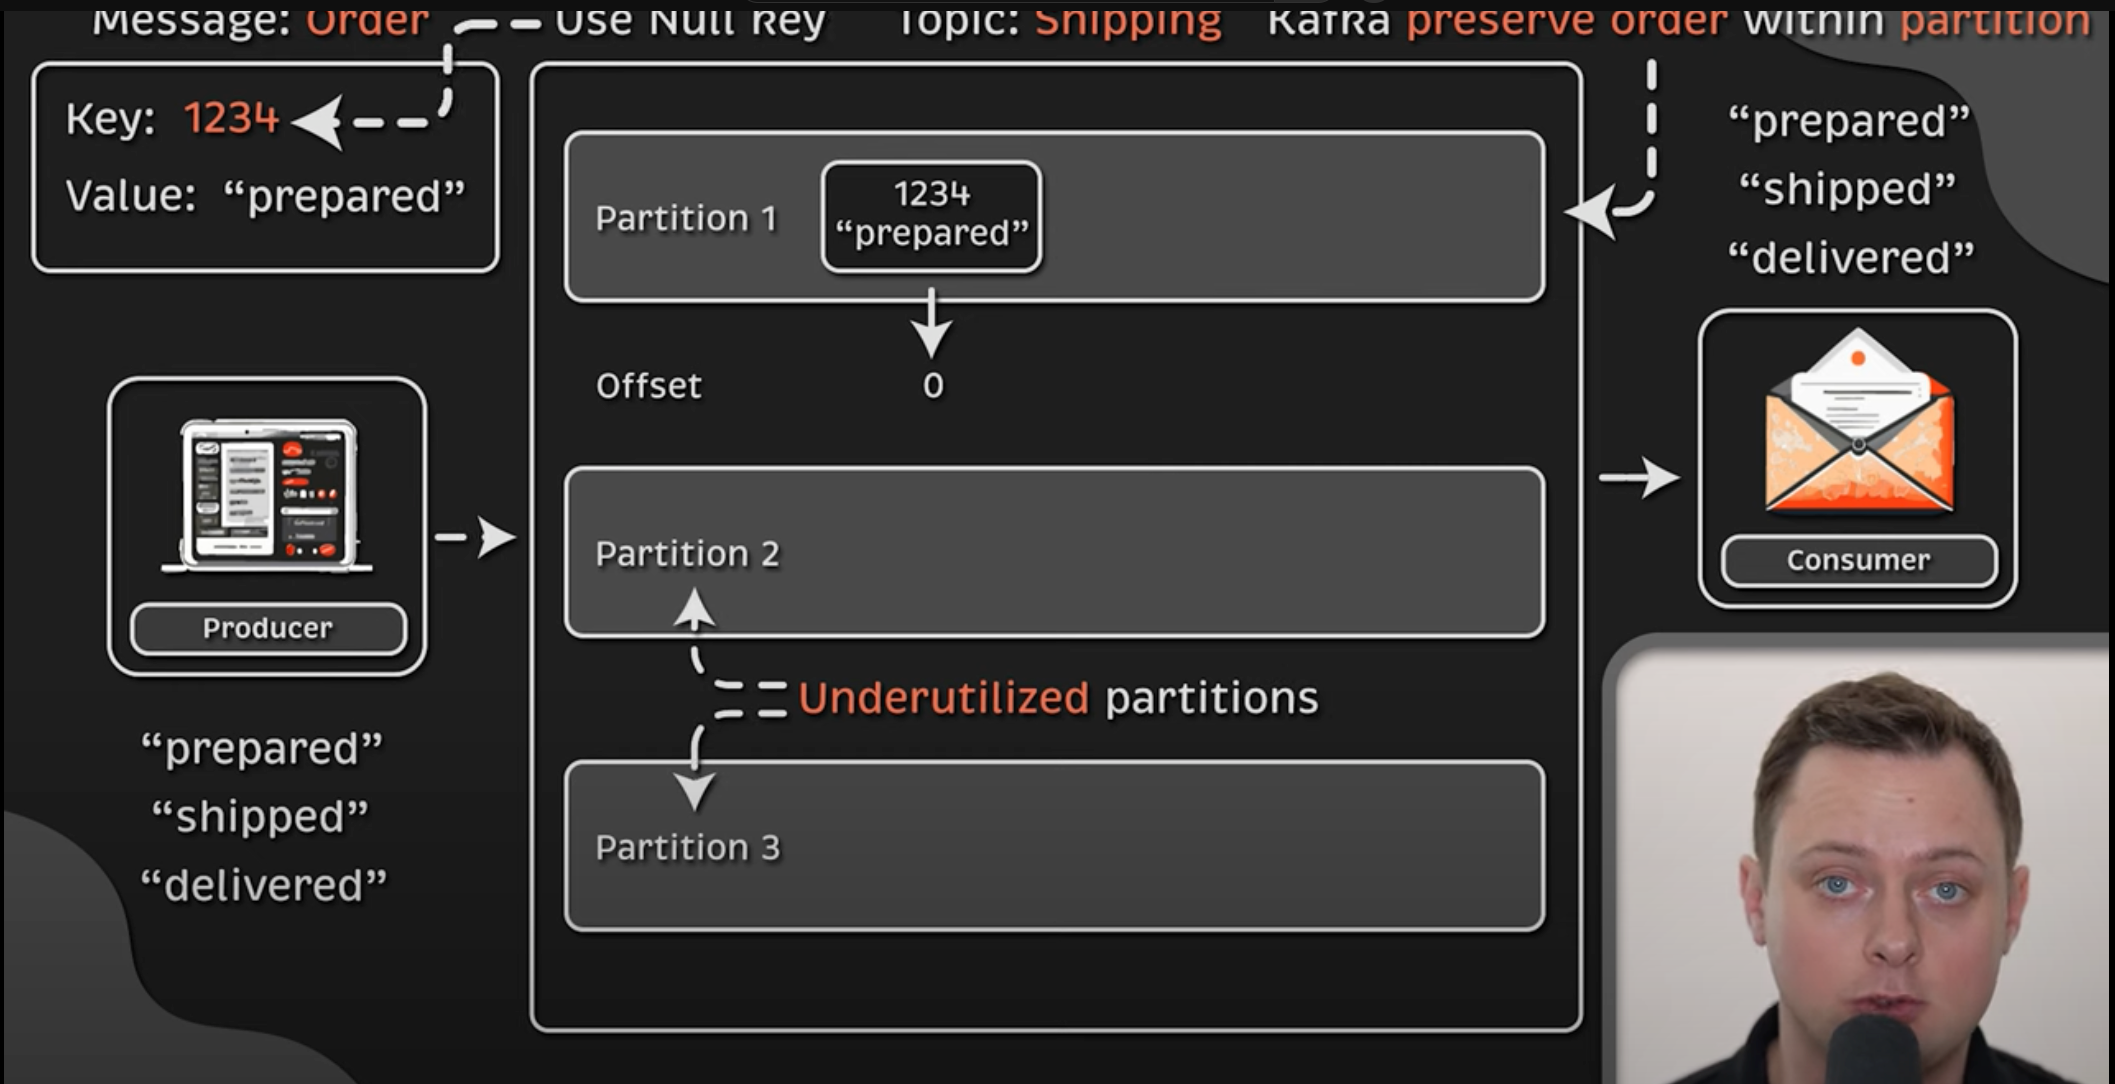 Message: Order
Use Null key
Topic: Shipping
Kafka preserve order within partition
Key: 1234
Value: “prepared”
Partition 1
1234
“prepared”
Offset
0
Partition 2
Underutilized partitions
Partition 3
Producer
“prepared”
“shipped”
“delivered”
“prepared”
“shipped”
“delivered”
Consumer